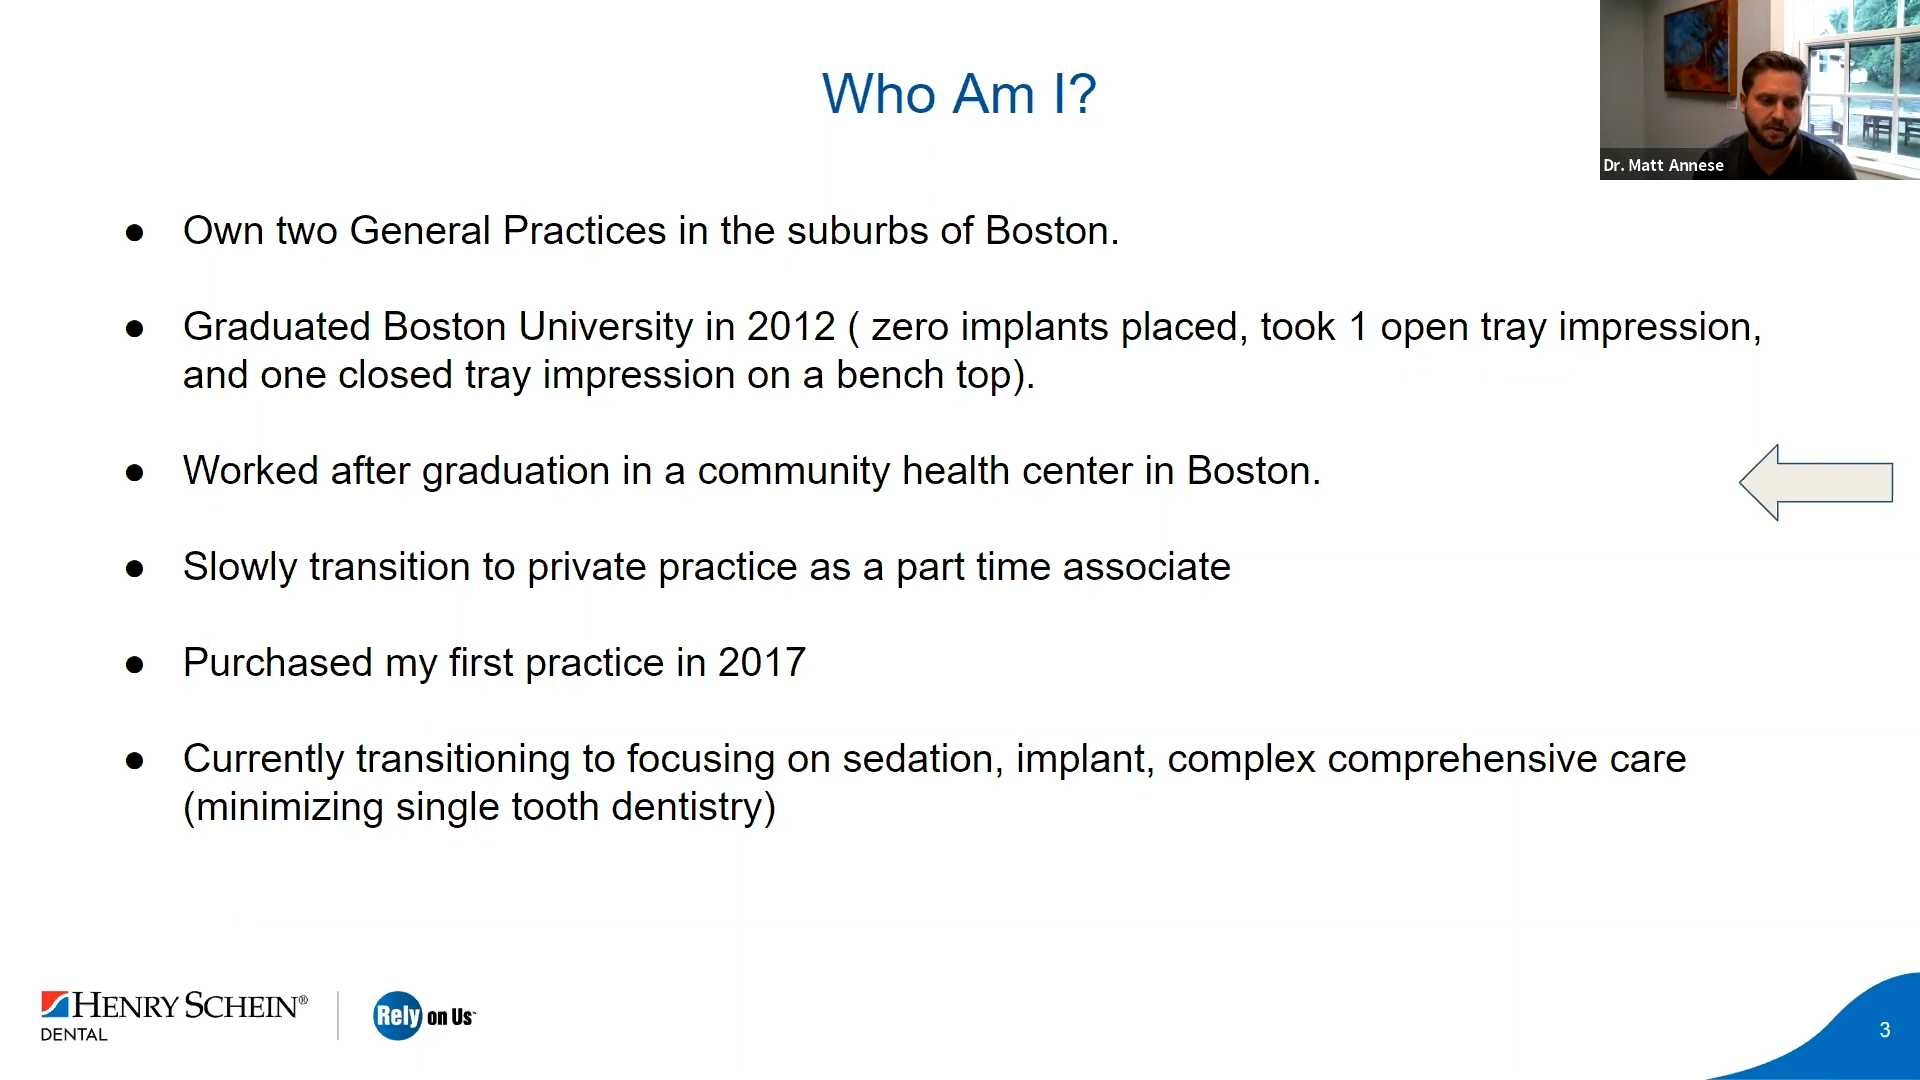 Who Am I?
Dr. Matt Annese
● Own two General Practices in the suburbs of Boston.
● Graduated Boston University in 2012 ( zero implants placed, took 1 open tray impression,
and one closed tray impression on a bench top).
● Worked after graduation in a community health center in Boston.
● Slowly transition to private practice as a part time associate
● Purchased my first practice in 2017
● Currently transitioning to focusing on sedation, implant, complex comprehensive care
(minimizing single tooth dentistry)
HENRY SCHEIN®
DENTAL
Rely on Us™
3